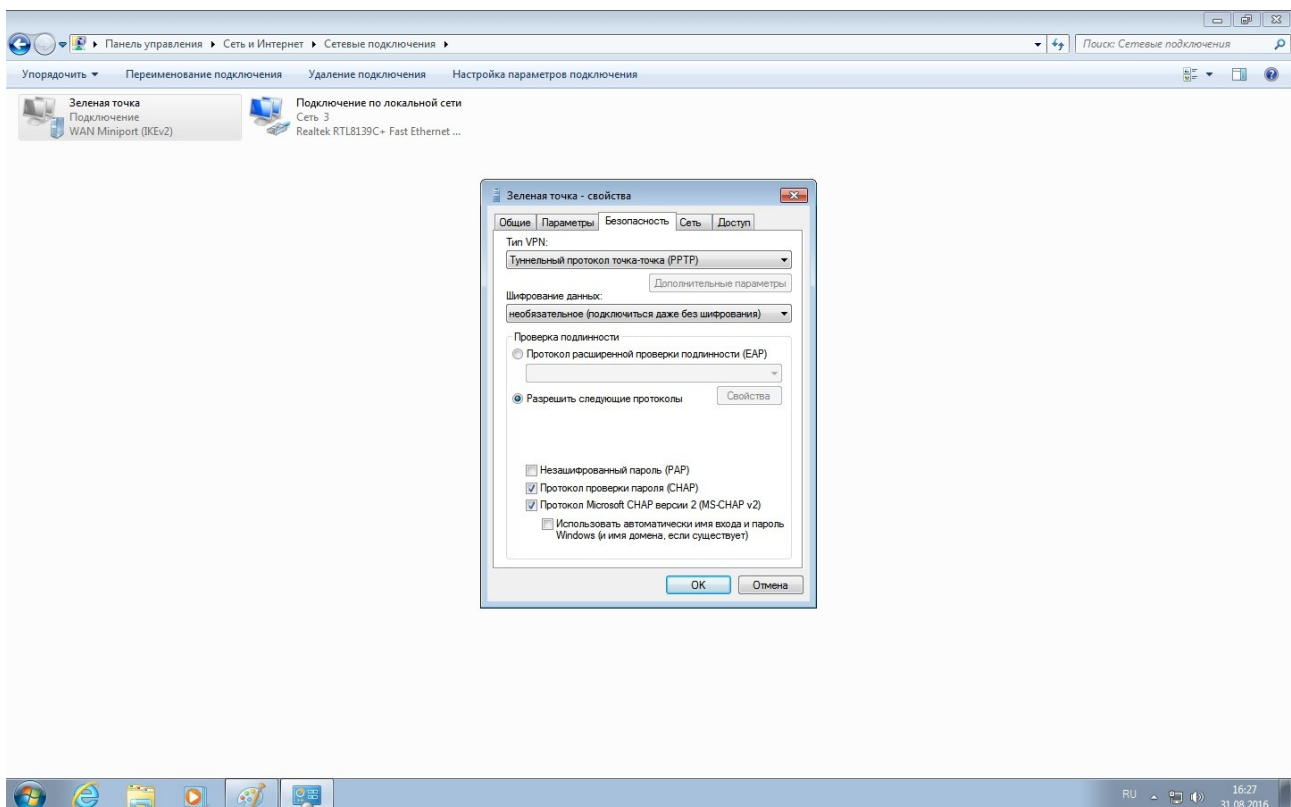 Панель управления ▸ Сеть и Интернет ▸ Сетевые подключения ▸
Поиск: Сетевые подключения
Упорядочить Переименование подключения Удаление подключения Настройка параметров подключения
Зеленая точка
Подключение
WAN Miniport (IKEv2)
Подключение по локальной сети
Сеть 3
Realtek RTL8139C+ Fast Ethernet ...
Зеленая точка - свойства
Общие Параметры Безопасность Сеть Доступ
Тип VPN:
Туннельный протокол точка-точка (PPTP)
Дополнительные параметры
Шифрование данных:
необязательное (подключиться даже без шифрования)
Проверка подлинности
Протокол расширенной проверки подлинности (EAP)
Разрешить следующие протоколы
Свойства
Незашифрованный пароль (PAP)
Протокол проверки пароля (CHAP)
Протокол Microsoft CHAP версии 2 (MS-CHAP v2)
Использовать автоматически имя входа и пароль
Windows (и имя домена, если существует)
ОК Отмена
RU
16:27
31.08.2016